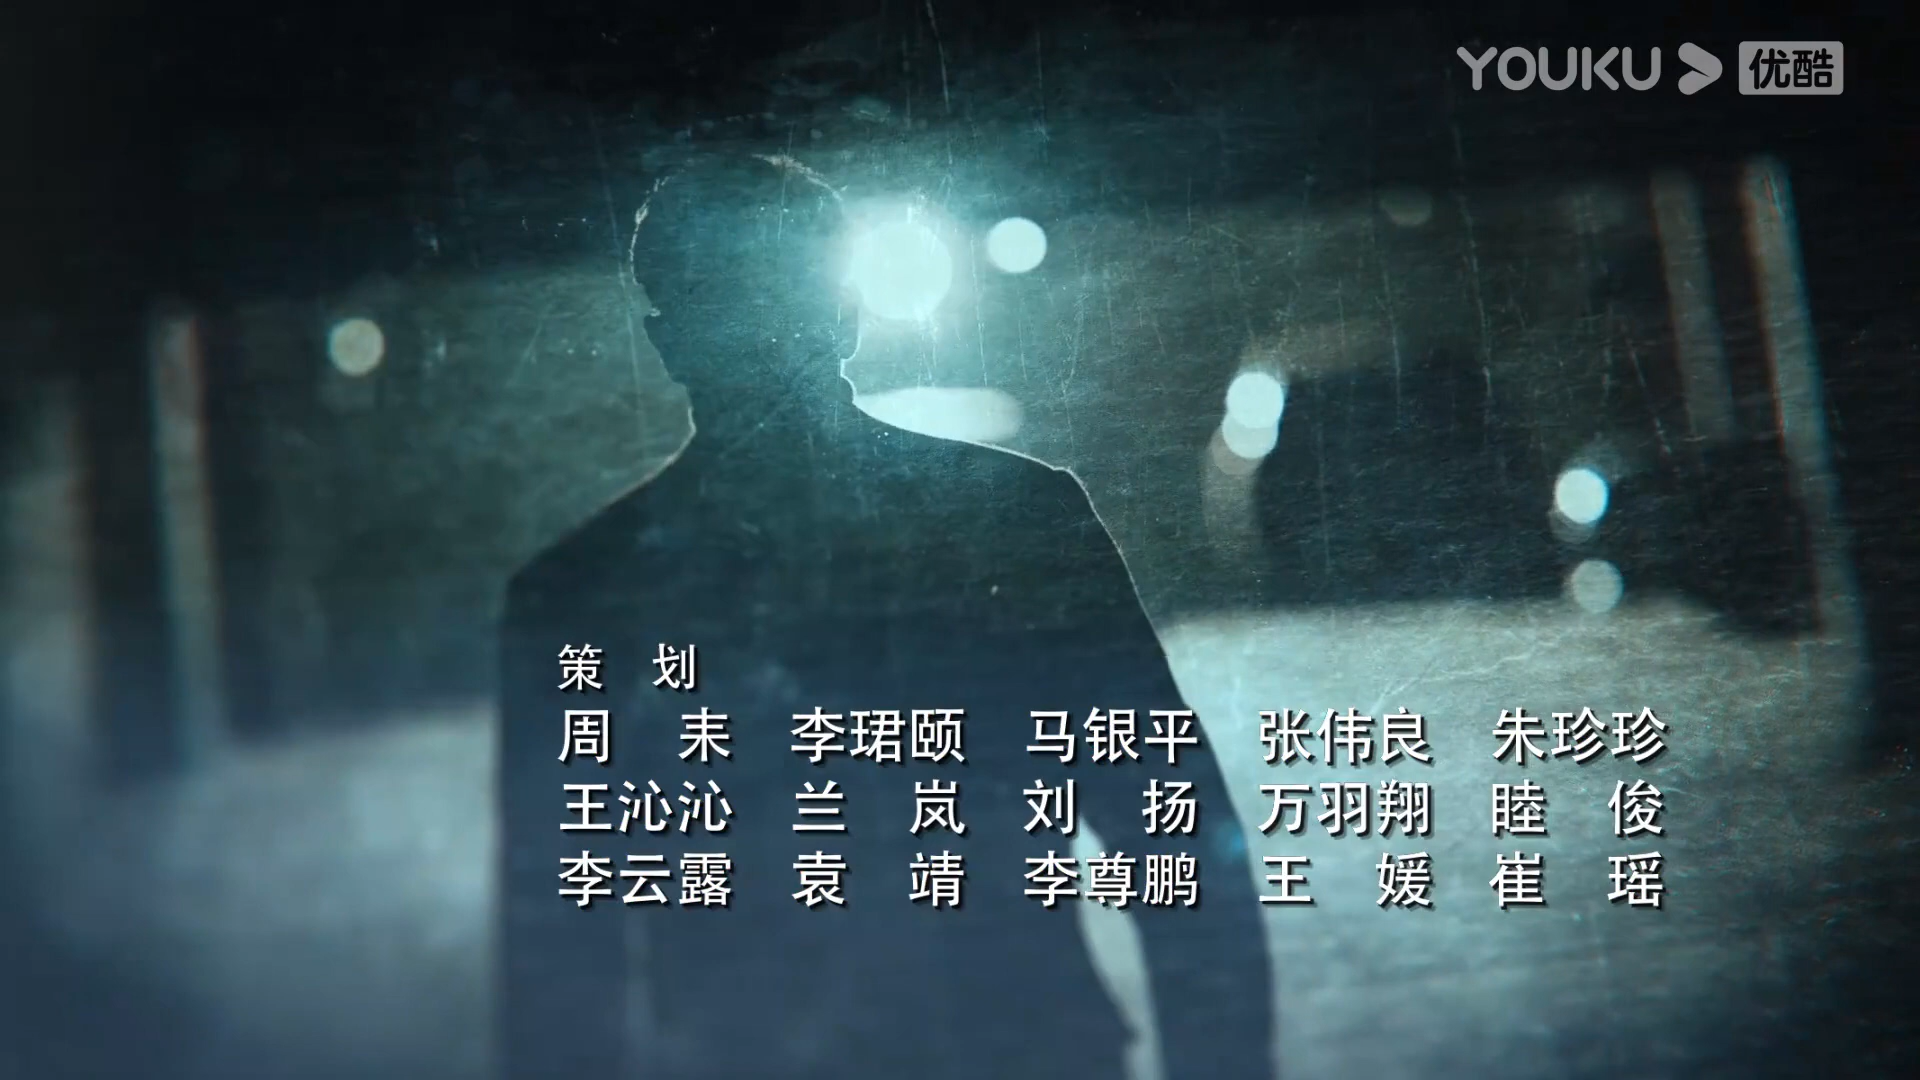 YOUKU 优酷
策 划
周 耒 李珺颐 马银平 张伟良 朱珍珍
王沁沁 兰 岚 刘 扬 万羽翔 睦 俊
李云露 袁 靖 李尊鹏 王 媛 崔 瑶